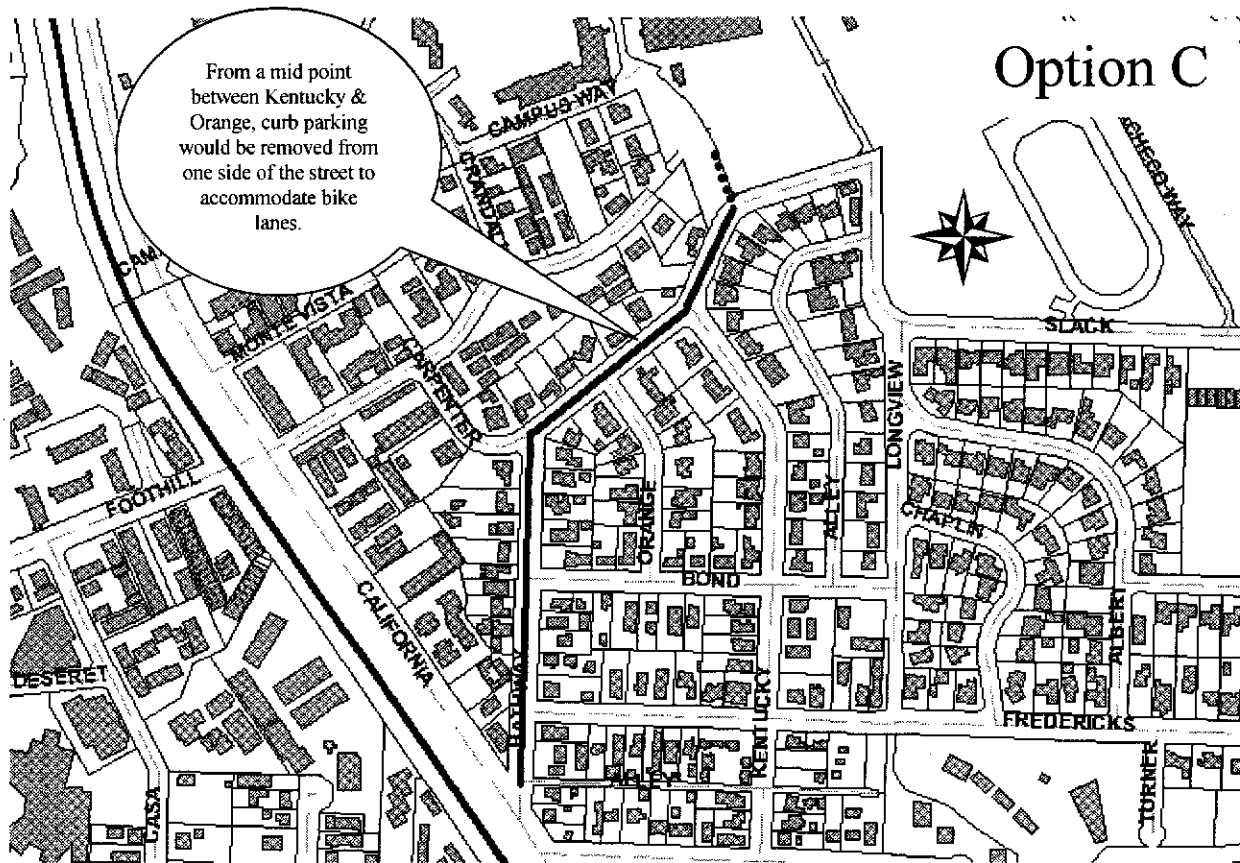 Option C
From a mid point
between Kentucky &
Orange, curb parking
would be removed from
one side of the street to
accommodate bike
lanes.
CAMPUS WAY
CRANDALL
MONTE VISTA
CARPENTER
SLACK
LONGVIEW
FOOTHILL
ORANGE
ALLEY
CHAPLIN
BOND
CALIFORNIA
ALBERT
DESERET
HATHWAY
KENTUCKY
FREDERICKS
TURNER
CASA